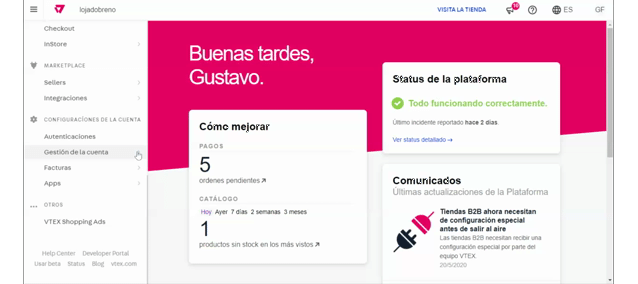 lojadobreno
VISITA LA TIENDA
10
ES
GF
Checkout
InStore
MARKETPLACE
Sellers
Integraciones
CONFIGURACIONES DE LA CUENTA
Autenticaciones
Gestión de la cuenta
Facturas
Apps
OTROS
VTEX Shopping Ads
Help Center Developer Portal
Usar beta Status Blog vtex.com
Buenas tardes,
Gustavo.
Cómo mejorar
PAGOS
5
ordenes pendientes
CATÁLOGO
Hoy Ayer 7 días 2 semanas 3 meses
1
productos sin stock en los más vistos
Status de la plataforma
Todo funcionando correctamente.
Último incidente reportado hace 2 días.
Ver status detallado →
Comunicados
Últimas actualizaciones de la Plataforma
Tiendas B2B ahora necesitan
de configuración especial
antes de salir al aire
Las tiendas B2B necesitan recibir una
configuración especial por parte del
equipo VTEX.
20/5/2020